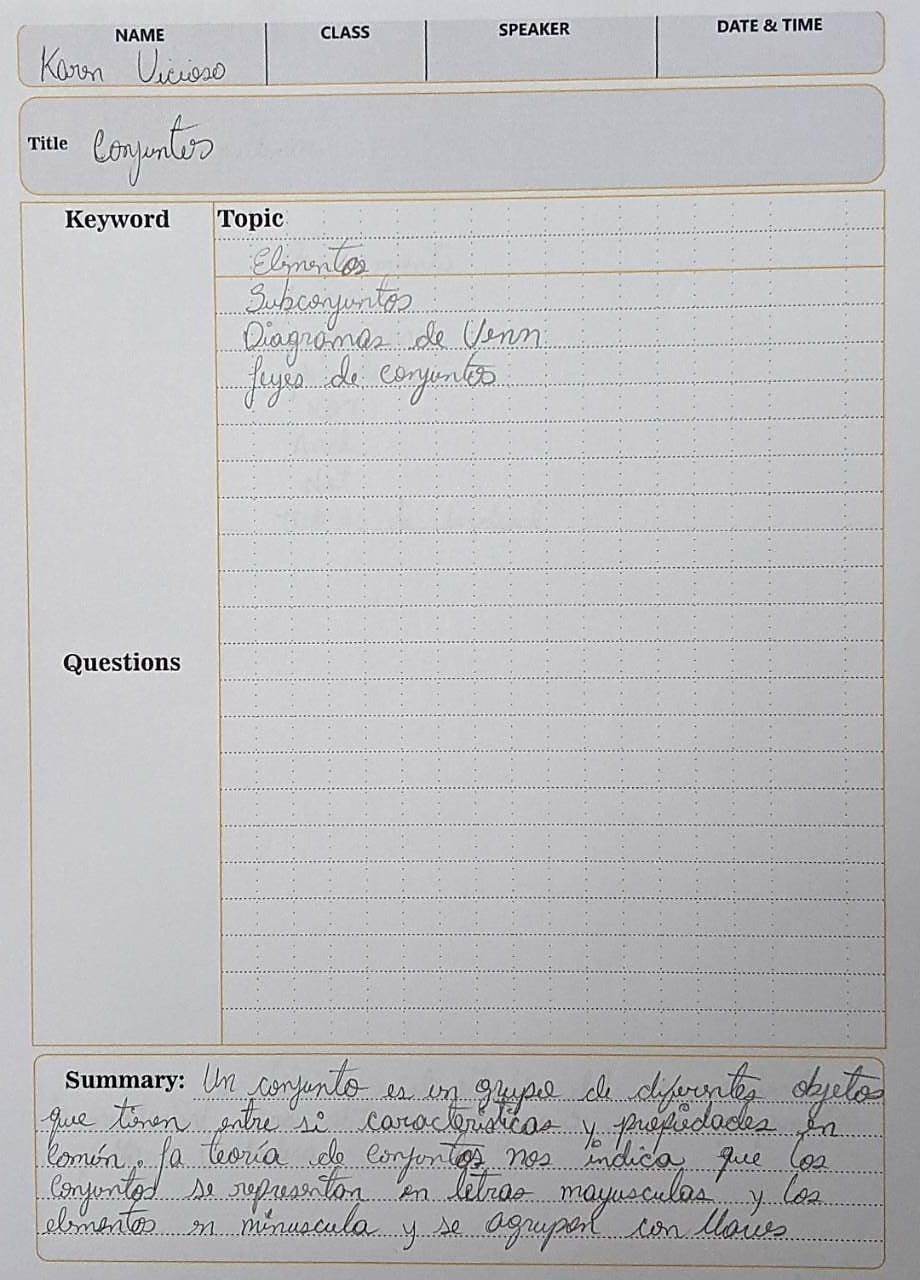 NAME CLASS SPEAKER DATE & TIME
Karen Vicioso
Title Conjuntos
Keyword Topic
Elementos
Subconjuntos
Diagramas de Venn
Leyes de conjuntos
Questions
Summary: Un conjunto es un grupo de diferentes objetos
que tienen entre si características y propiedades en
común. La teoría de conjuntos nos indica que los
conjuntos se representan en letras mayusculas y los
elementos en minuscula y se agrupan con llaves